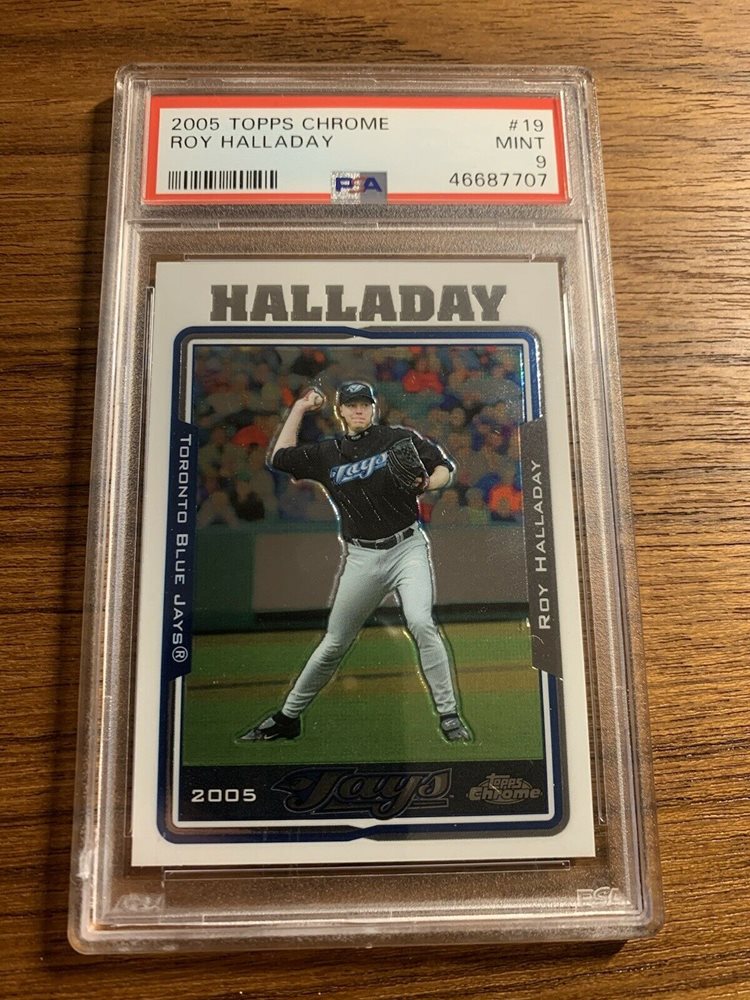 2005 TOPPS CHROME #19
ROY HALLADAY MINT
9
PSA 46687707
HALLADAY
TORONTO BLUE JAYS®
Jays
ROY HALLADAY
2005 Jays Topps Chrome
PSA